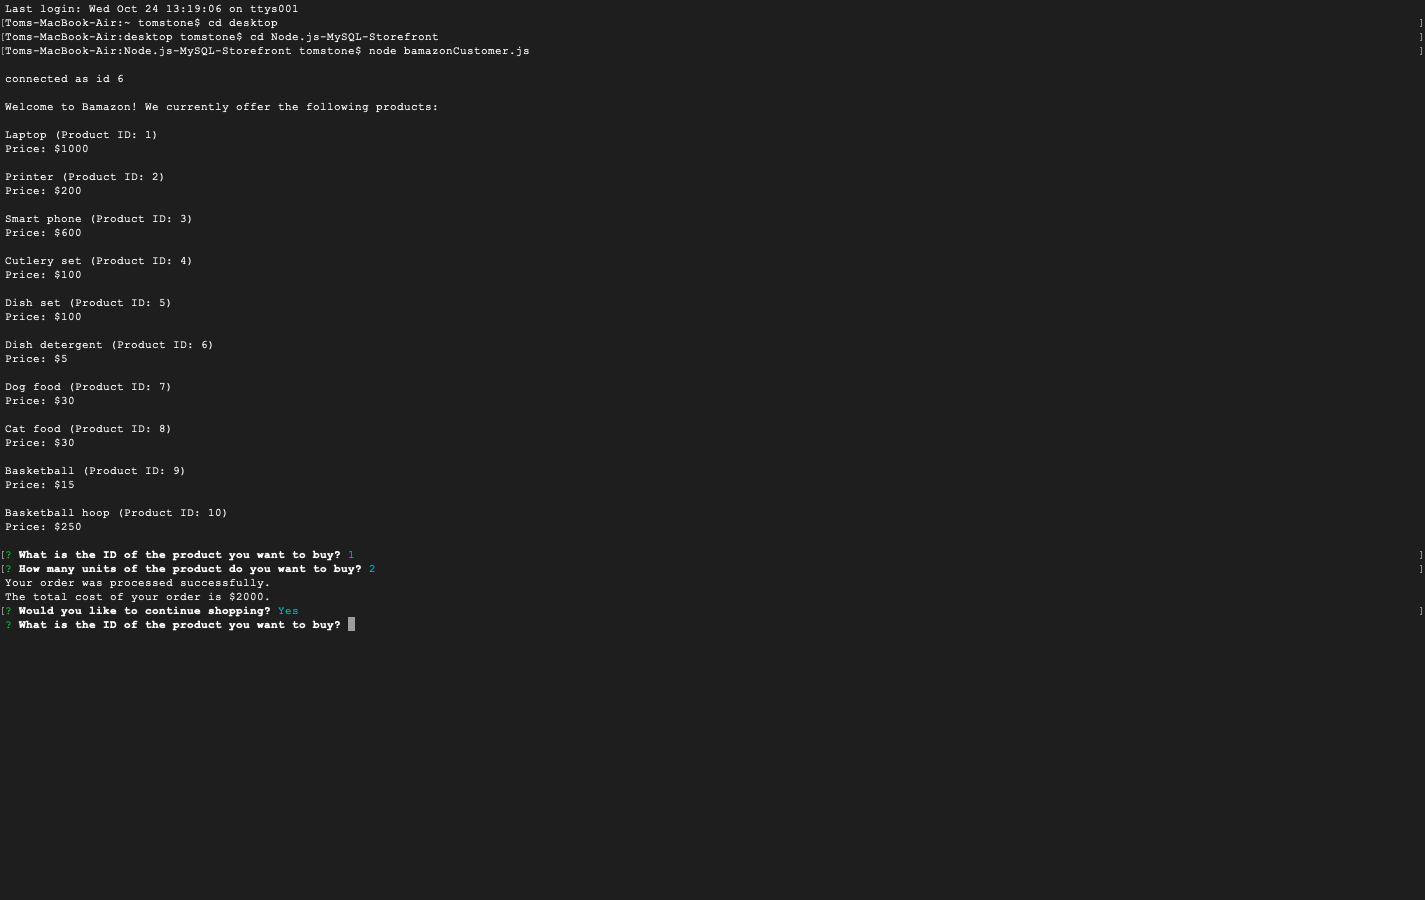 Last login: Wed Oct 24 13:19:06 on ttys001
[Toms-MacBook-Air:~ tomstone$ cd desktop ]
[Toms-MacBook-Air:desktop tomstone$ cd Node.js-MySQL-Storefront ]
[Toms-MacBook-Air:Node.js-MySQL-Storefront tomstone$ node bamazonCustomer.js ]
connected as id 6
Welcome to Bamazon! We currently offer the following products:
Laptop (Product ID: 1)
Price: $1000
Printer (Product ID: 2)
Price: $200
Smart phone (Product ID: 3)
Price: $600
Cutlery set (Product ID: 4)
Price: $100
Dish set (Product ID: 5)
Price: $100
Dish detergent (Product ID: 6)
Price: $5
Dog food (Product ID: 7)
Price: $30
Cat food (Product ID: 8)
Price: $30
Basketball (Product ID: 9)
Price: $15
Basketball hoop (Product ID: 10)
Price: $250
[? What is the ID of the product you want to buy? 1 ]
[? How many units of the product do you want to buy? 2 ]
Your order was processed successfully.
The total cost of your order is $2000.
[? Would you like to continue shopping? Yes ]
? What is the ID of the product you want to buy?